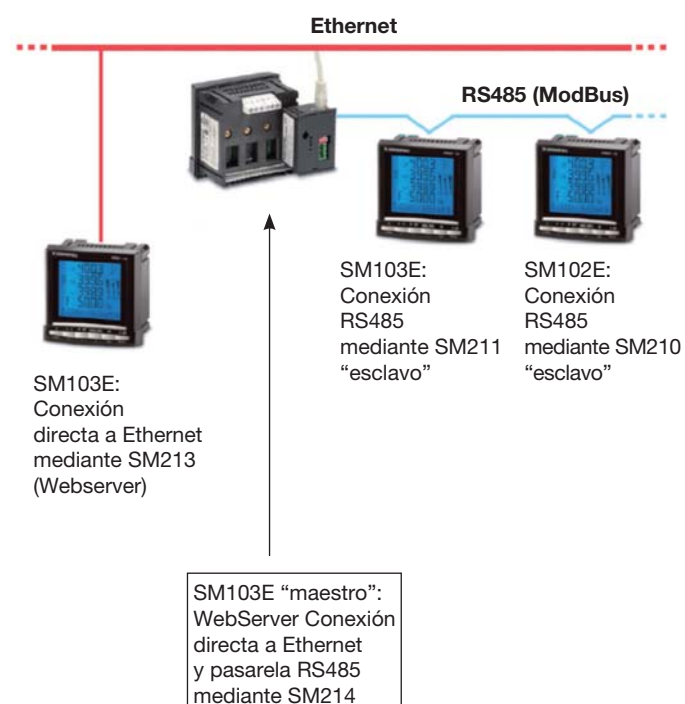 Ethernet
RS485 (ModBus)
SM103E:
Conexión
RS485
mediante SM211
“esclavo”
SM102E:
Conexión
RS485
mediante SM210
“esclavo”
SM103E:
Conexión
directa a Ethernet
mediante SM213
(Webserver)
SM103E “maestro”:
WebServer Conexión
directa a Ethernet
y pasarela RS485
mediante SM214